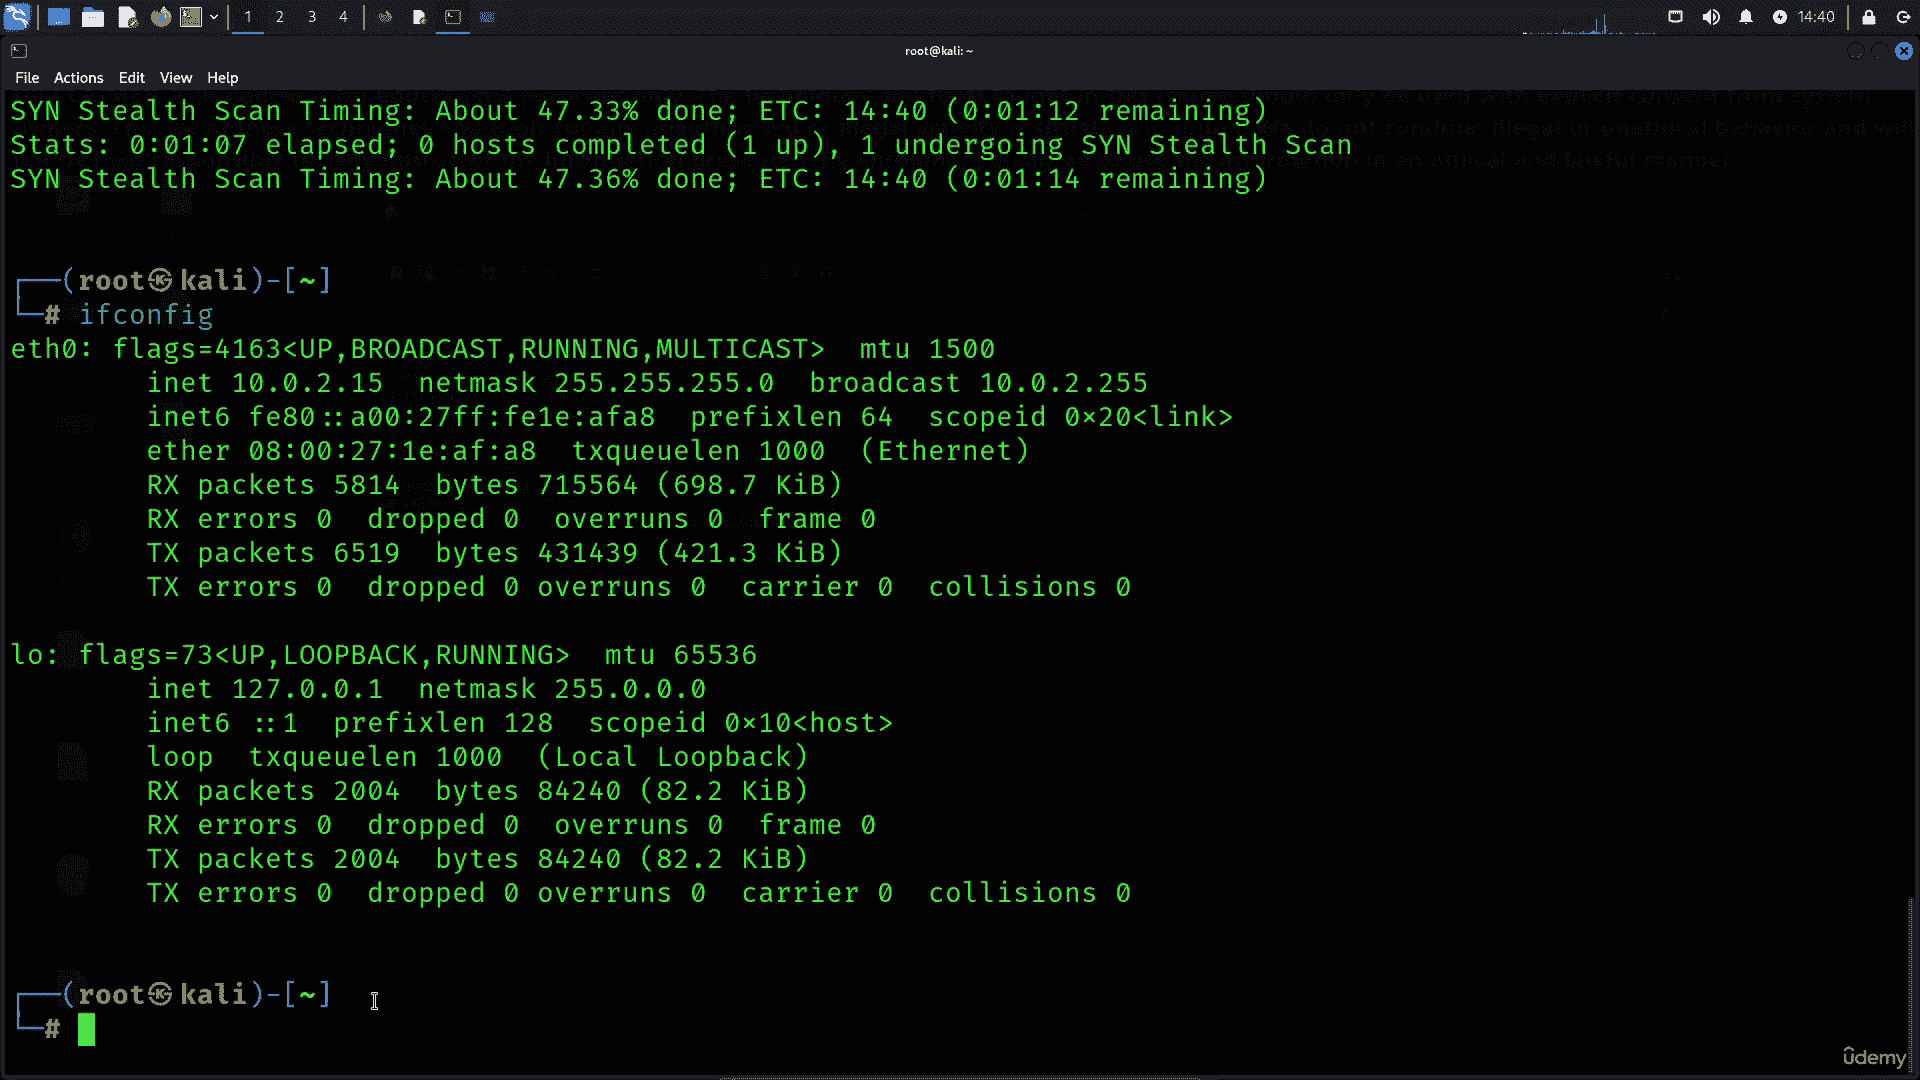 1 2 3 4 14:40
root@kali: ~
File Actions Edit View Help
SYN Stealth Scan Timing: About 47.33% done; ETC: 14:40 (0:01:12 remaining)
Stats: 0:01:07 elapsed; 0 hosts completed (1 up), 1 undergoing SYN Stealth Scan
SYN Stealth Scan Timing: About 47.36% done; ETC: 14:40 (0:01:14 remaining)
┌──(root㉿kali)-[~]
└─# ifconfig
eth0: flags=4163<UP,BROADCAST,RUNNING,MULTICAST>  mtu 1500
inet 10.0.2.15  netmask 255.255.255.0  broadcast 10.0.2.255
inet6 fe80::a00:27ff:fe1e:afa8  prefixlen 64  scopeid 0x20<link>
ether 08:00:27:1e:af:a8  txqueuelen 1000  (Ethernet)
RX packets 5814  bytes 715564 (698.7 KiB)
RX errors 0  dropped 0  overruns 0  frame 0
TX packets 6519  bytes 431439 (421.3 KiB)
TX errors 0  dropped 0 overruns 0  carrier 0  collisions 0
lo: flags=73<UP,LOOPBACK,RUNNING>  mtu 65536
inet 127.0.0.1  netmask 255.0.0.0
inet6 ::1  prefixlen 128  scopeid 0x10<host>
loop  txqueuelen 1000  (Local Loopback)
RX packets 2004  bytes 84240 (82.2 KiB)
RX errors 0  dropped 0  overruns 0  frame 0
TX packets 2004  bytes 84240 (82.2 KiB)
TX errors 0  dropped 0 overruns 0  carrier 0  collisions 0
┌──(root㉿kali)-[~]
└─#
ûdemy